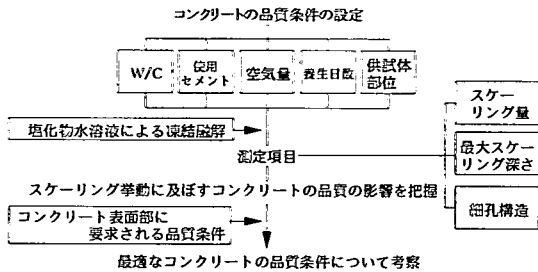 コンクリートの品質条件の設定
W/C
使用
セメント
空気量
養生日数
供試体
部位
塩化物水溶液による凍結融解
測定項目
スケー
リング量
最大スケー
リング深さ
細孔構造
スケーリング挙動に及ぼすコンクリートの品質の影響を把握
コンクリート表面部に
要求される品質条件
最適なコンクリートの品質条件について考察